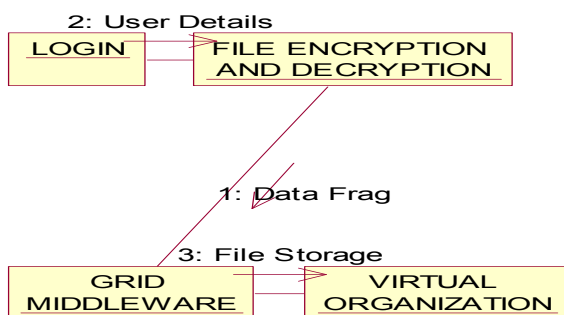 2: User Details
LOGIN
FILE ENCRYPTION
AND DECRYPTION
1: Data Frag
3: File Storage
GRID
MIDDLEWARE
VIRTUAL
ORGANIZATION